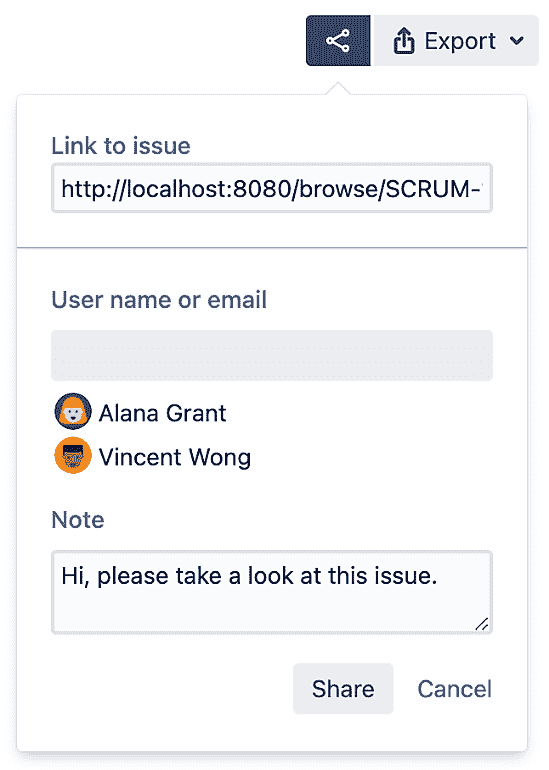 Export
Link to issue
http://localhost:8080/browse/SCRUM-
User name or email
Alana Grant
Vincent Wong
Note
Hi, please take a look at this issue.
Share Cancel